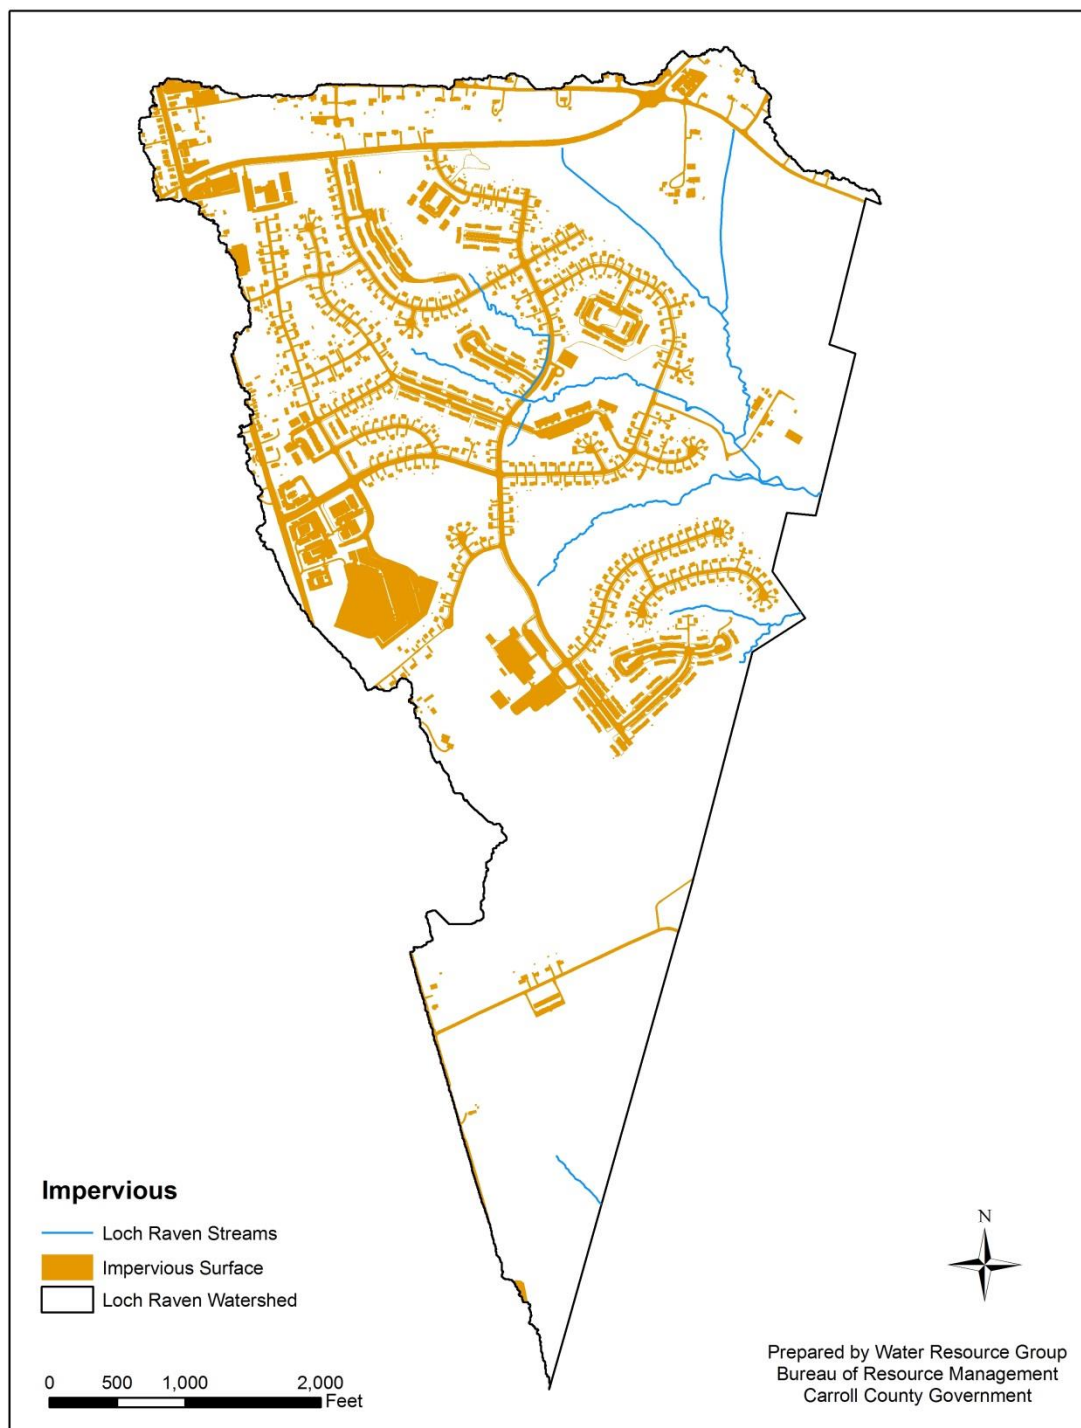 Impervious
Loch Raven Streams
Impervious Surface
Loch Raven Watershed
0 500 1,000 2,000
Feet
N
Prepared by Water Resource Group
Bureau of Resource Management
Carroll County Government